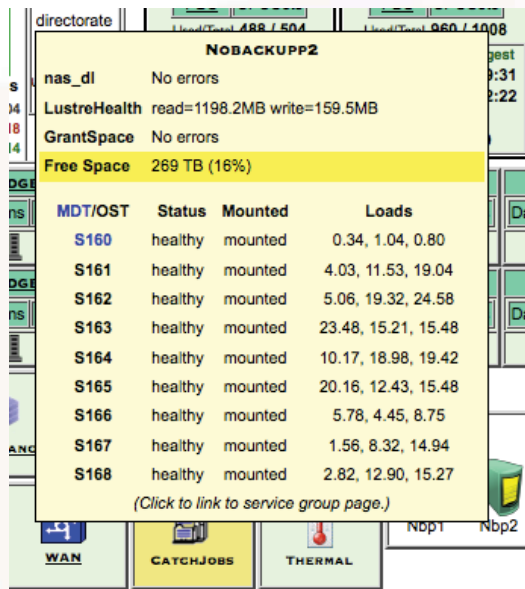 directorate
Used/Total 488 / 504
Used/Total 960 / 1008
NOBACKUPP2
nas_dl No errors
LustreHealth read=1198.2MB write=159.5MB
GrantSpace No errors
Free Space 269 TB (16%)
MDT/OST Status Mounted Loads
S160 healthy mounted 0.34, 1.04, 0.80
S161 healthy mounted 4.03, 11.53, 19.04
S162 healthy mounted 5.06, 19.32, 24.58
S163 healthy mounted 23.48, 15.21, 15.48
S164 healthy mounted 10.17, 18.98, 19.42
S165 healthy mounted 20.16, 12.43, 15.48
S166 healthy mounted 5.78, 4.45, 8.75
S167 healthy mounted 1.56, 8.32, 14.94
S168 healthy mounted 2.82, 12.90, 15.27
(Click to link to service group page.)
WAN
CATCHJOBS
THERMAL
Nbp1 Nbp2